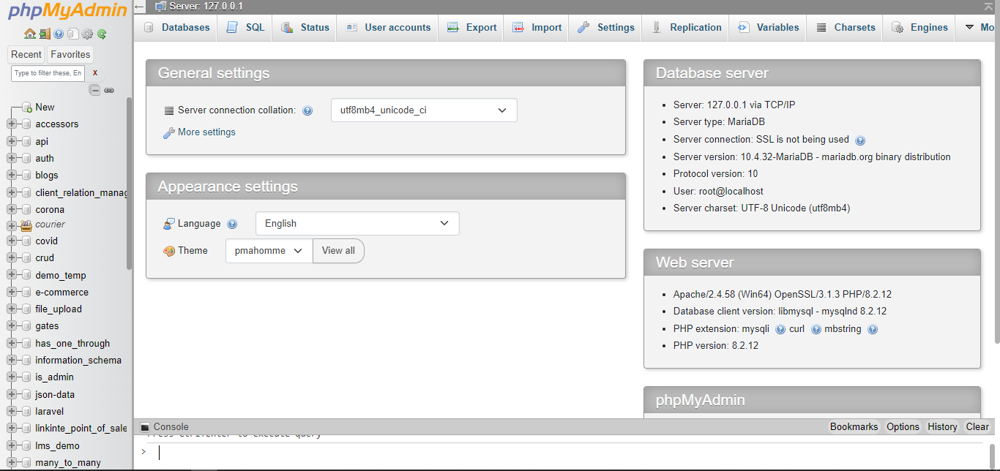 phpMyAdmin
Recent
Favorites
Type to filter these, En
x
New
accessors
api
auth
blogs
client_relation_manag
corona
courier
covid
crud
demo_temp
e-commerce
file_upload
gates
has_one_through
information_schema
is_admin
json-data
laravel
linkinte_point_of_sale
lms_demo
many_to_many
Server: 127.0.0.1
Databases
SQL
Status
User accounts
Export
Import
Settings
Replication
Variables
Charsets
Engines
Mo
General settings
Server connection collation:
utf8mb4_unicode_ci
More settings
Appearance settings
Language
English
Theme
pmahomme
View all
Database server
Server: 127.0.0.1 via TCP/IP
Server type: MariaDB
Server connection: SSL is not being used
Server version: 10.4.32-MariaDB - mariadb.org binary distribution
Protocol version: 10
User: root@localhost
Server charset: UTF-8 Unicode (utf8mb4)
Web server
Apache/2.4.58 (Win64) OpenSSL/3.1.3 PHP/8.2.12
Database client version: libmysql - mysqlnd 8.2.12
PHP extension: mysqli curl mbstring
PHP version: 8.2.12
phpMyAdmin
Console
Bookmarks
Options
History
Clear
Press Ctrl+Enter to execute query
>